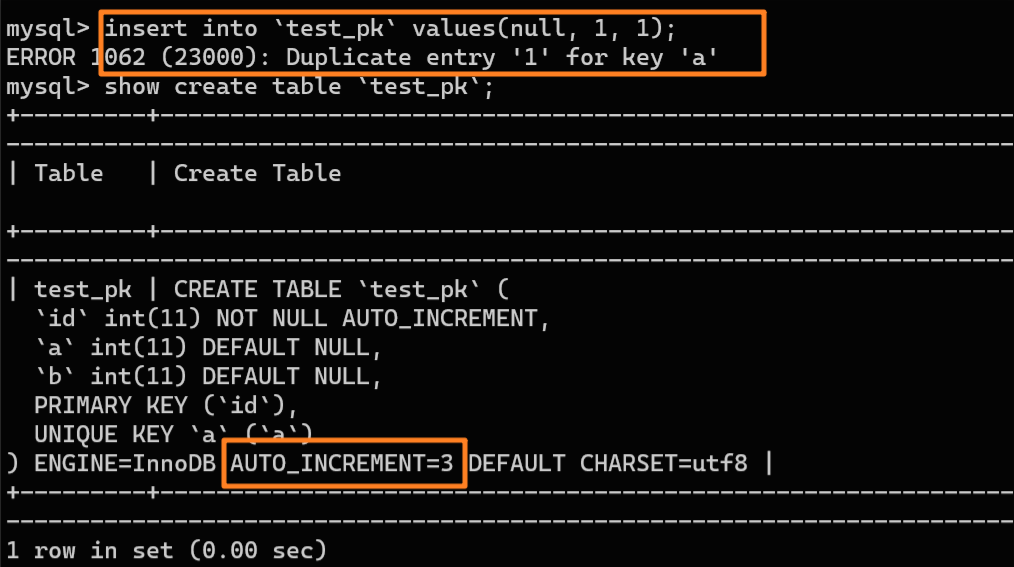 mysql> insert into `test_pk` values(null, 1, 1);
ERROR 1062 (23000): Duplicate entry '1' for key 'a'
mysql> show create table `test_pk`;
+---------+-------------------------------------------------------------
------------------------------------------------------------------------
| Table   | Create Table

+---------+-------------------------------------------------------------
------------------------------------------------------------------------
| test_pk | CREATE TABLE `test_pk` (
  `id` int(11) NOT NULL AUTO_INCREMENT,
  `a` int(11) DEFAULT NULL,
  `b` int(11) DEFAULT NULL,
  PRIMARY KEY (`id`),
  UNIQUE KEY `a` (`a`)
) ENGINE=InnoDB AUTO_INCREMENT=3 DEFAULT CHARSET=utf8 |
+---------+-------------------------------------------------------------
------------------------------------------------------------------------
1 row in set (0.00 sec)